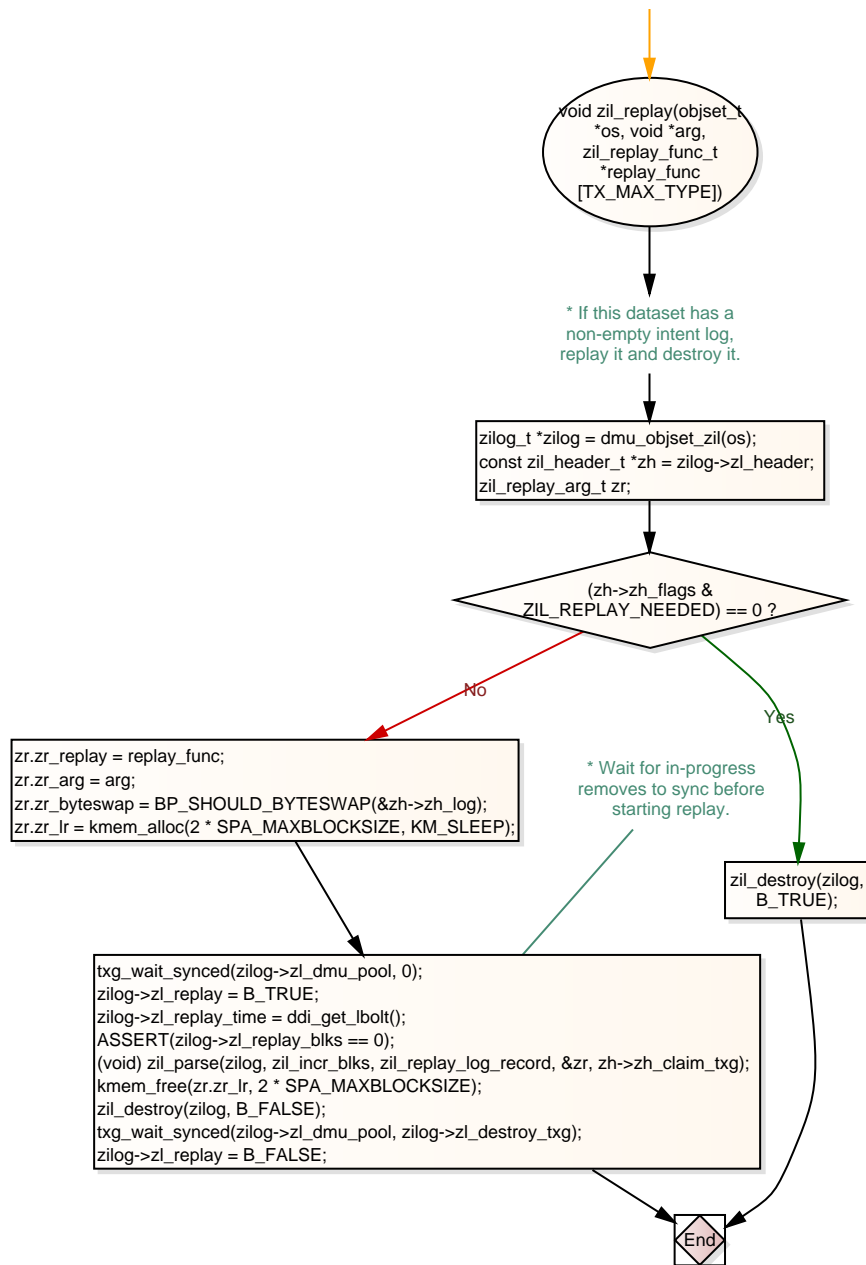 void zil_replay(objset_t
*os, void *arg,
zil_replay_func_t
*replay_func
[TX_MAX_TYPE])
* If this dataset has a
non-empty intent log,
replay it and destroy it.
zilog_t *zilog = dmu_objset_zil(os);
const zil_header_t *zh = zilog->zl_header;
zil_replay_arg_t zr;
(zh->zh_flags &
ZIL_REPLAY_NEEDED) == 0 ?
No
Yes
zr.zr_replay = replay_func;
zr.zr_arg = arg;
zr.zr_byteswap = BP_SHOULD_BYTESWAP(&zh->zh_log);
zr.zr_lr = kmem_alloc(2 * SPA_MAXBLOCKSIZE, KM_SLEEP);
* Wait for in-progress
removes to sync before
starting replay.
zil_destroy(zilog,
B_TRUE);
txg_wait_synced(zilog->zl_dmu_pool, 0);
zilog->zl_replay = B_TRUE;
zilog->zl_replay_time = ddi_get_lbolt();
ASSERT(zilog->zl_replay_blks == 0);
(void) zil_parse(zilog, zil_incr_blks, zil_replay_log_record, &zr, zh->zh_claim_txg);
kmem_free(zr.zr_lr, 2 * SPA_MAXBLOCKSIZE);
zil_destroy(zilog, B_FALSE);
txg_wait_synced(zilog->zl_dmu_pool, zilog->zl_destroy_txg);
zilog->zl_replay = B_FALSE;
End